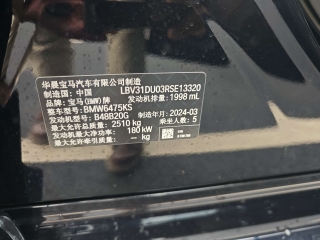 华晨宝马汽车有限公司制造
制造国：中国 LBV31DU03RSE13320
品牌：宝马(BMW)牌 发动机排量：1998 mL
整车型号：BMW6475KS
发动机型号：B48B20G 制造年月：2024-03
最大允许总质量：2510 kg 乘坐人数：5
发动机最大净功率：180 kW
最大允许牵引质量：— kg